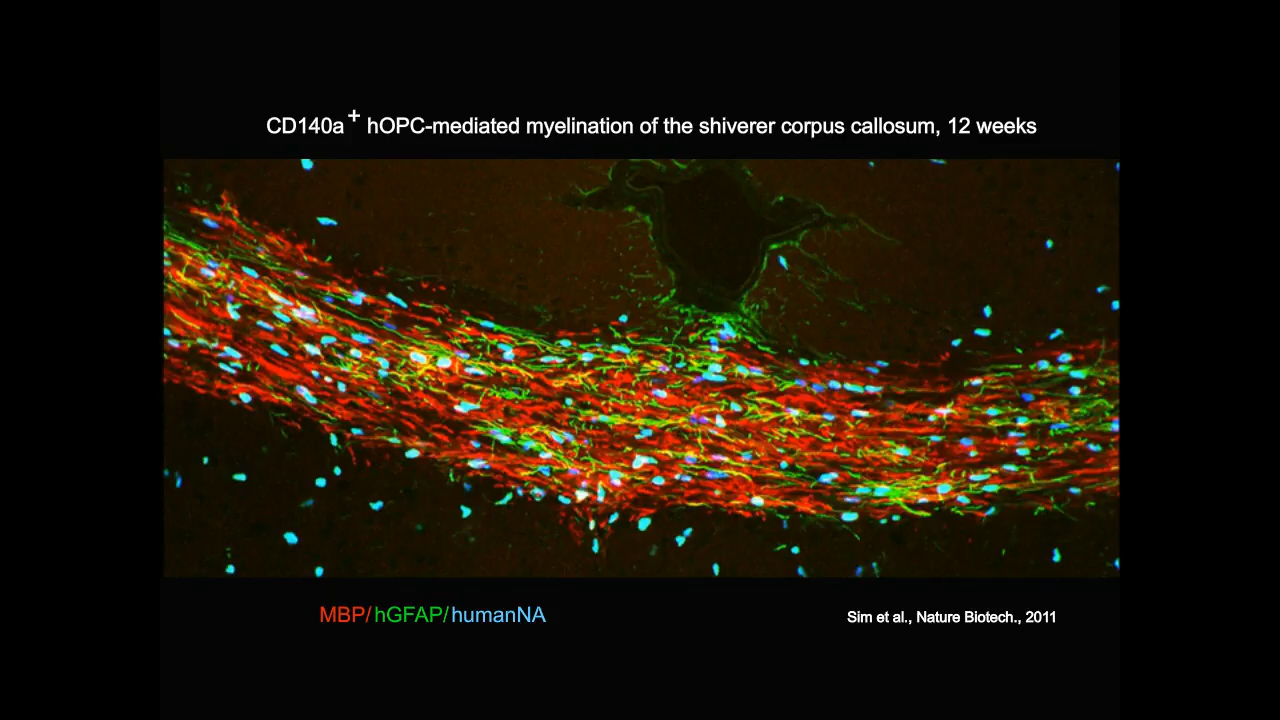 CD140a⁺ hOPC-mediated myelination of the shiverer corpus callosum, 12 weeks
MBP/hGFAP/humanNA
Sim et al., Nature Biotech., 2011